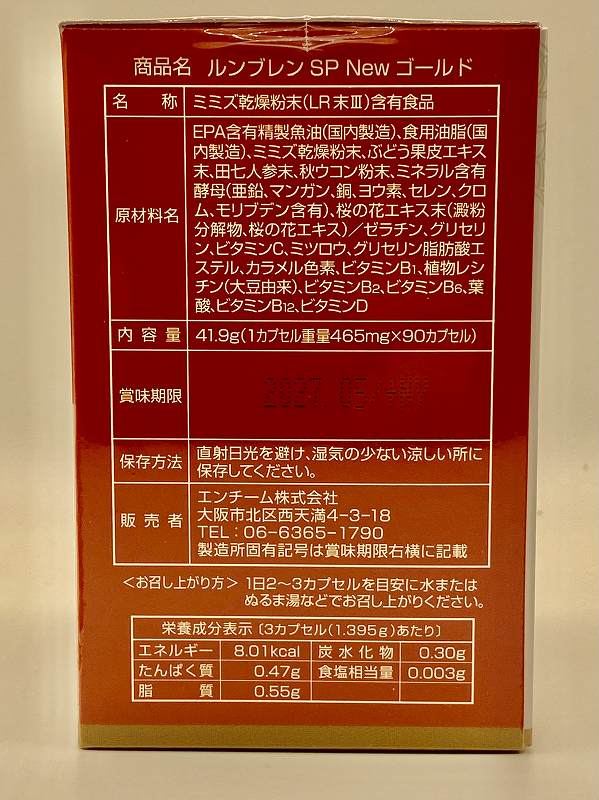 商品名 ルンブレン SP New ゴールド
名 称 ミミズ乾燥粉末(LR末Ⅲ)含有食品
原材料名
EPA含有精製魚油(国内製造)、食用油脂(国
内製造)、ミミズ乾燥粉末、ぶどう果皮エキス
末、田七人参末、秋ウコン粉末、ミネラル含有
酵母(亜鉛、マンガン、銅、ヨウ素、セレン、クロ
ム、モリブデン含有)、桜の花エキス末(澱粉
分解物、桜の花エキス)／ゼラチン、グリセリ
ン、ビタミンC、ミツロウ、グリセリン脂肪酸エ
ステル、カラメル色素、ビタミンB1、植物レシ
チン(大豆由来)、ビタミンB2、ビタミンB6、葉
酸、ビタミンB12、ビタミンD
内 容 量 41.9g(1カプセル重量465mg×90カプセル)
賞味期限 2027.05
保存方法
直射日光を避け、湿気の少ない涼しい所に
保存してください。
販 売 者
エンチーム株式会社
大阪市北区西天満4-3-18
TEL：06-6365-1790
製造所固有記号は賞味期限右横に記載
＜お召し上がり方＞ 1日2〜3カプセルを目安に水または
ぬるま湯などでお召し上がりください。
栄養成分表示〔3カプセル(1.395g)あたり〕
エネルギー 8.01kcal 炭水化物 0.30g
たんぱく質 0.47g 食塩相当量 0.003g
脂 質 0.55g